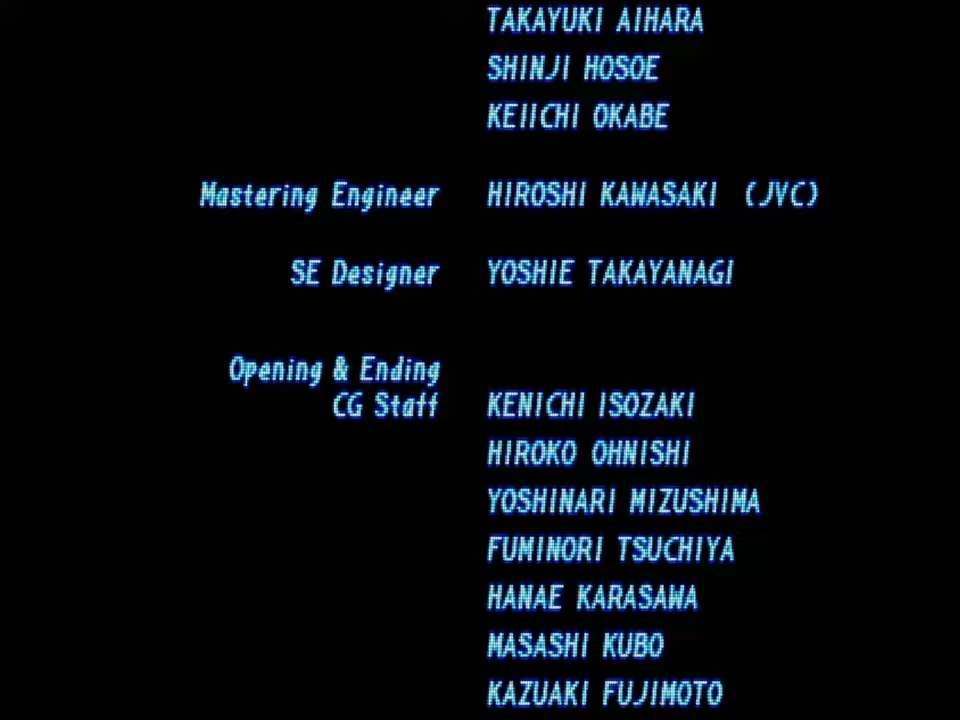 TAKAYUKI AIHARA
SHINJI HOSOE
KEIICHI OKABE
Mastering Engineer HIROSHI KAWASAKI (JVC)
SE Designer YOSHIE TAKAYANAGI
Opening & Ending
CG Staff KENICHI ISOZAKI
HIROKO OHNISHI
YOSHINARI MIZUSHIMA
FUMINORI TSUCHIYA
HANAE KARASAWA
MASASHI KUBO
KAZUAKI FUJIMOTO